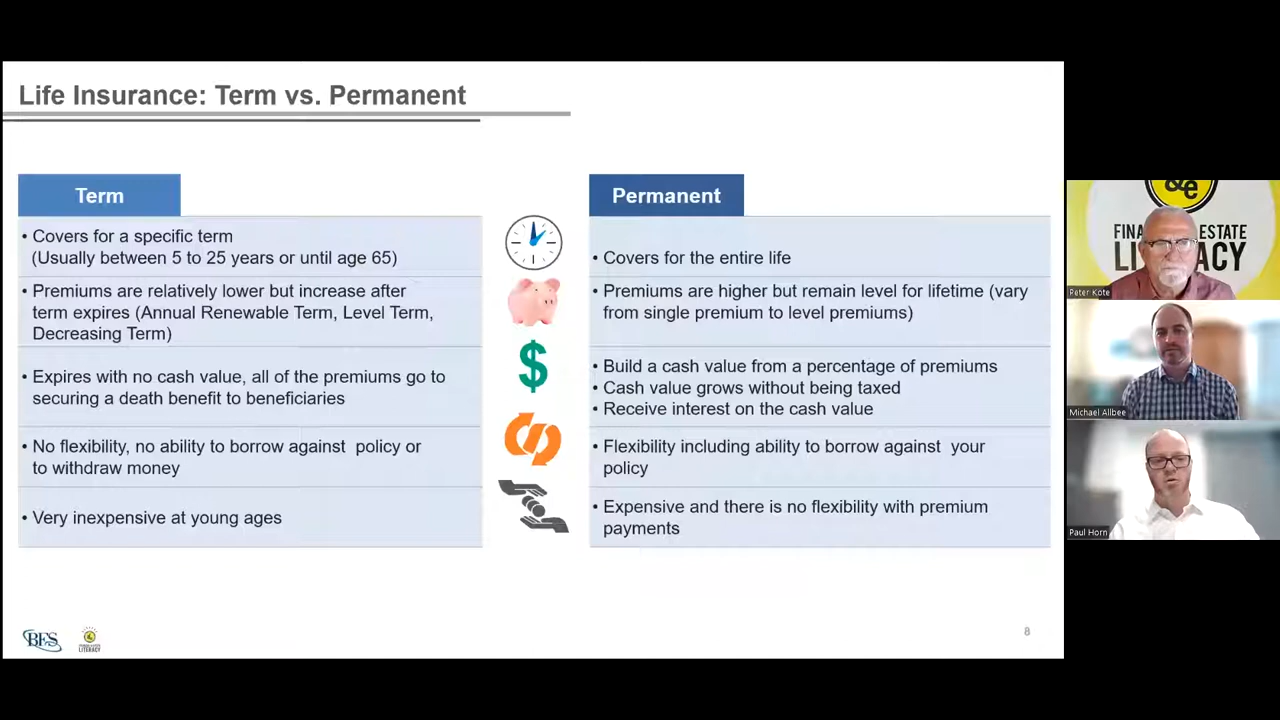 Life Insurance: Term vs. Permanent
Term
• Covers for a specific term
(Usually between 5 to 25 years or until age 65)
• Premiums are relatively lower but increase after
term expires (Annual Renewable Term, Level Term,
Decreasing Term)
• Expires with no cash value, all of the premiums go to
securing a death benefit to beneficiaries
• No flexibility, no ability to borrow against policy or
to withdraw money
• Very inexpensive at young ages
Permanent
• Covers for the entire life
• Premiums are higher but remain level for lifetime (vary
from single premium to level premiums)
• Build a cash value from a percentage of premiums
• Cash value grows without being taxed
• Receive interest on the cash value
• Flexibility including ability to borrow against your
policy
• Expensive and there is no flexibility with premium
payments
BFS
LITERACY
8
&e
FINA ESTATE
LITERACY
Peter Kote
Michael Allbee
Paul Horn